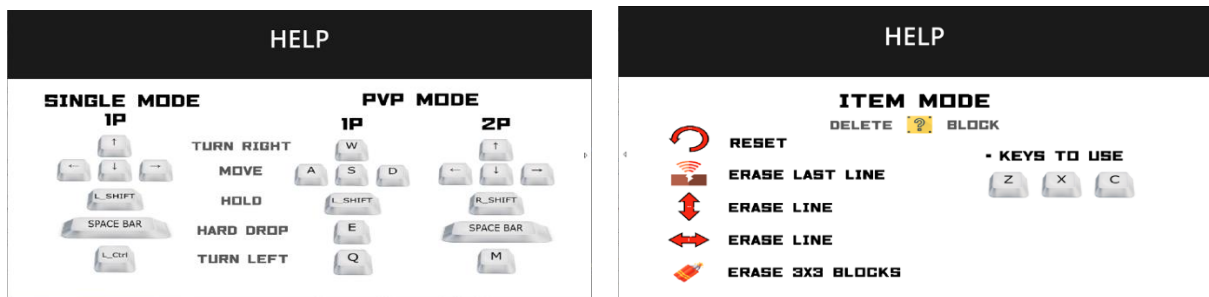 HELP
SINGLE MODE PVP MODE
1P 1P 2P
↑ TURN RIGHT W ↑
← ↓ → MOVE A S D ← ↓ →
L_SHIFT HOLD L_SHIFT R_SHIFT
SPACE BAR HARD DROP E SPACE BAR
L_Ctrl TURN LEFT Q M
HELP
ITEM MODE
DELETE ? BLOCK
RESET
ERASE LAST LINE
ERASE LINE
ERASE LINE
ERASE 3X3 BLOCKS
- KEYS TO USE
Z X C